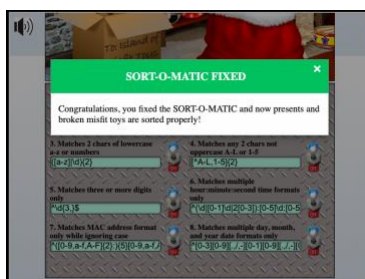 To: Island of
SORT-O-MATIC FIXED
×
Congratulations, you fixed the SORT-O-MATIC and now presents and
broken misfit toys are sorted properly!
3. Matches 2 chars of lowercase
a-z or numbers
([a-z]|\d){2}
4. Matches any 2 chars not
uppercase A-L or 1-5
[^A-L,1-5]{2}
5. Matches three or more digits
only
^\d{3,}$
6. Matches multiple
hour:minute:second time formats
only
7. Matches MAC address format
only while ignoring case
8. Matches multiple day, month,
and year date formats only